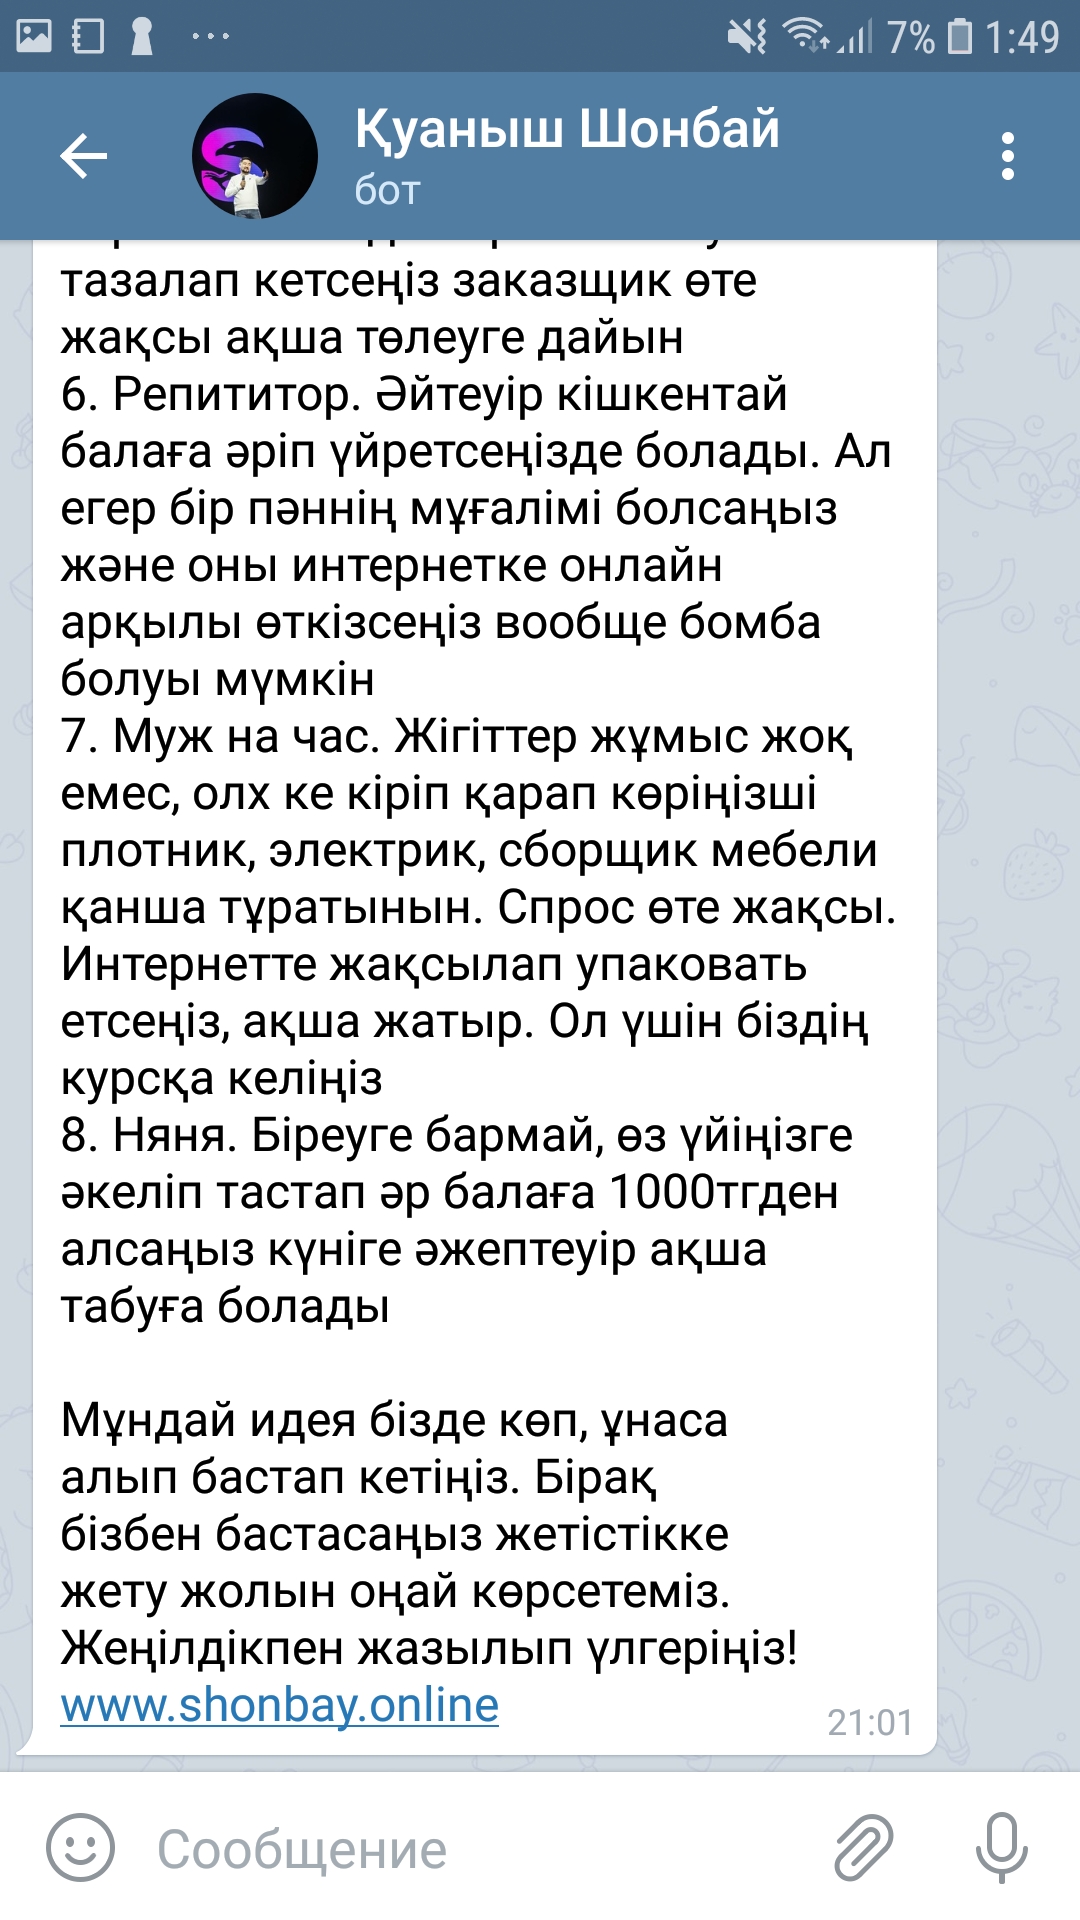 7% 1:49
Қуаныш Шонбай
бот
тазалап кетсеңіз заказщик өте
жақсы ақша төлеуге дайын
6. Репититор. Әйтеуір кішкентай
балаға әріп үйретсеңізде болады. Ал
егер бір пәннің мұғалімі болсаңыз
және оны интернетке онлайн
арқылы өткізсеңіз вообще бомба
болуы мүмкін
7. Муж на час. Жігіттер жұмыс жоқ
емес, олх ке кіріп қарап көріңізші
плотник, электрик, сборщик мебели
қанша тұратынын. Спрос өте жақсы.
Интернетте жақсылап упаковать
етсеңіз, ақша жатыр. Ол үшін біздің
курсқа келіңіз
8. Няня. Біреуге бармай, өз үйіңізге
әкеліп тастап әр балаға 1000тгден
алсаңыз күніге әжептеуір ақша
табуға болады
Мұндай идея бізде көп, ұнаса
алып бастап кетіңіз. Бірақ
бізбен бастасаңыз жетістікке
жету жолын оңай көрсетеміз.
Жеңілдікпен жазылып үлгеріңіз!
www.shonbay.online
21:01
Сообщение